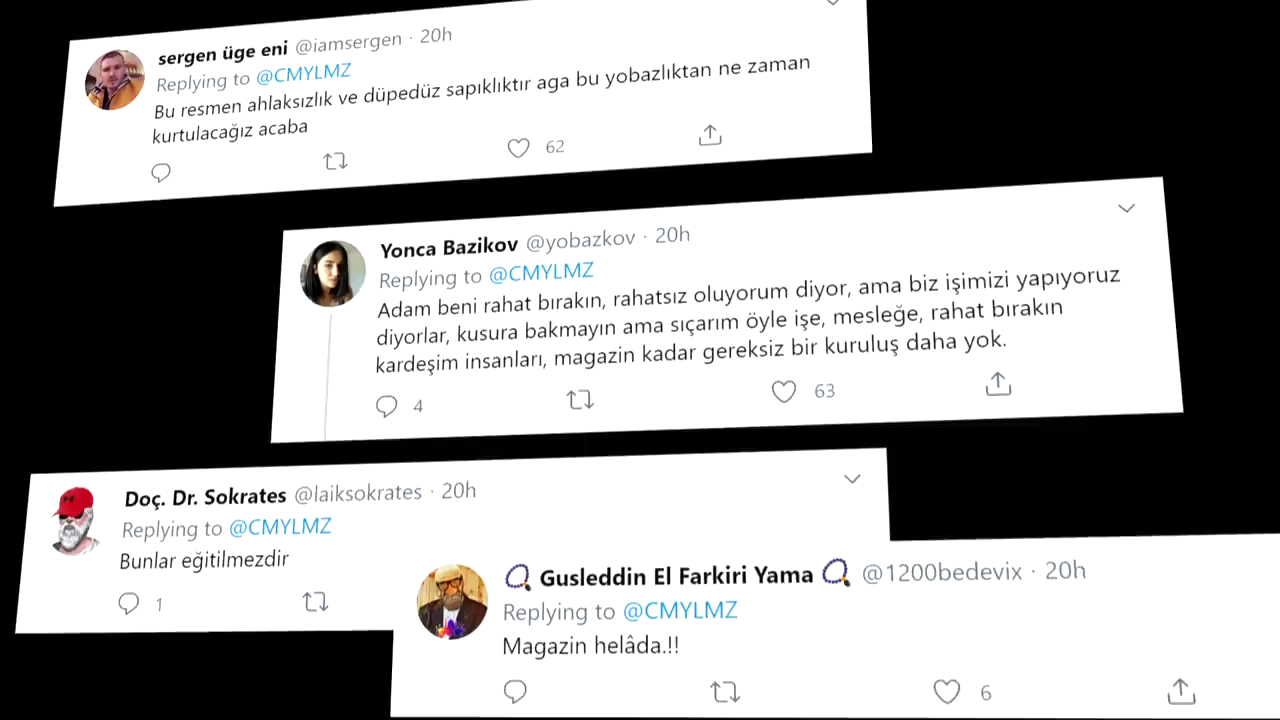 sergen üge eni @iamsergen · 20h
Replying to @CMYLMZ
Bu resmen ahlaksızlık ve düpedüz sapıklıktır aga bu yobazlıktan ne zaman
kurtulacağız acaba
62
Yonca Bazikov @yobazkov · 20h
Replying to @CMYLMZ
Adam beni rahat bırakın, rahatsız oluyorum diyor, ama biz işimizi yapıyoruz
diyorlar, kusura bakmayın ama sıçarım öyle işe, mesleğe, rahat bırakın
kardeşim insanları, magazin kadar gereksiz bir kuruluş daha yok.
4 63
Doç. Dr. Sokrates @laiksokrates · 20h
Replying to @CMYLMZ
Bunlar eğitilmezdir
1
Gusleddin El Farkiri Yama @1200bedevix · 20h
Replying to @CMYLMZ
Magazin helâda.!!
6